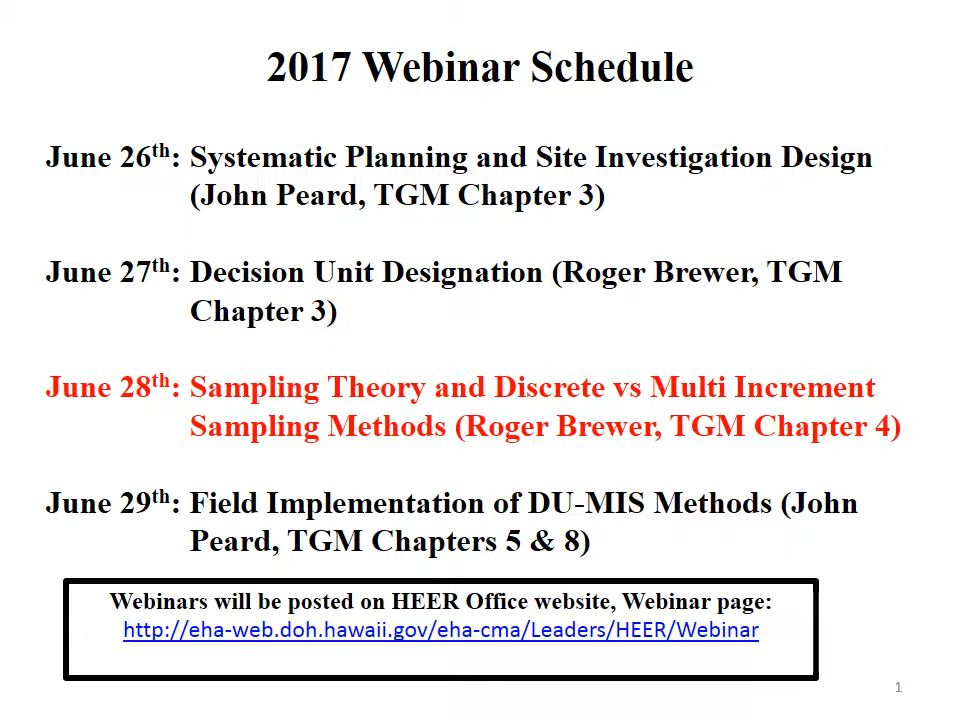 2017 Webinar Schedule
June 26th: Systematic Planning and Site Investigation Design
(John Peard, TGM Chapter 3)
June 27th: Decision Unit Designation (Roger Brewer, TGM
Chapter 3)
June 28th: Sampling Theory and Discrete vs Multi Increment
Sampling Methods (Roger Brewer, TGM Chapter 4)
June 29th: Field Implementation of DU-MIS Methods (John
Peard, TGM Chapters 5 & 8)
Webinars will be posted on HEER Office website, Webinar page:
http://eha-web.doh.hawaii.gov/eha-cma/Leaders/HEER/Webinar
1